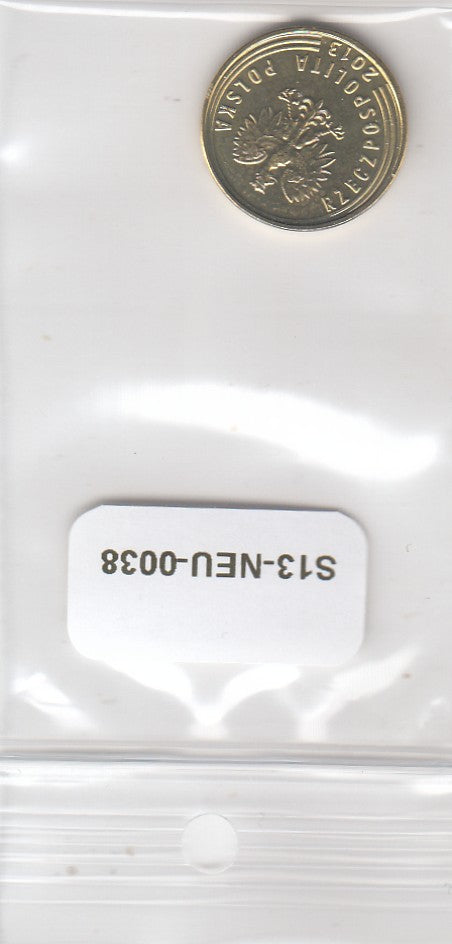 RZECZPOSPOLITA POLSKA
2013
S13-NEU-0038